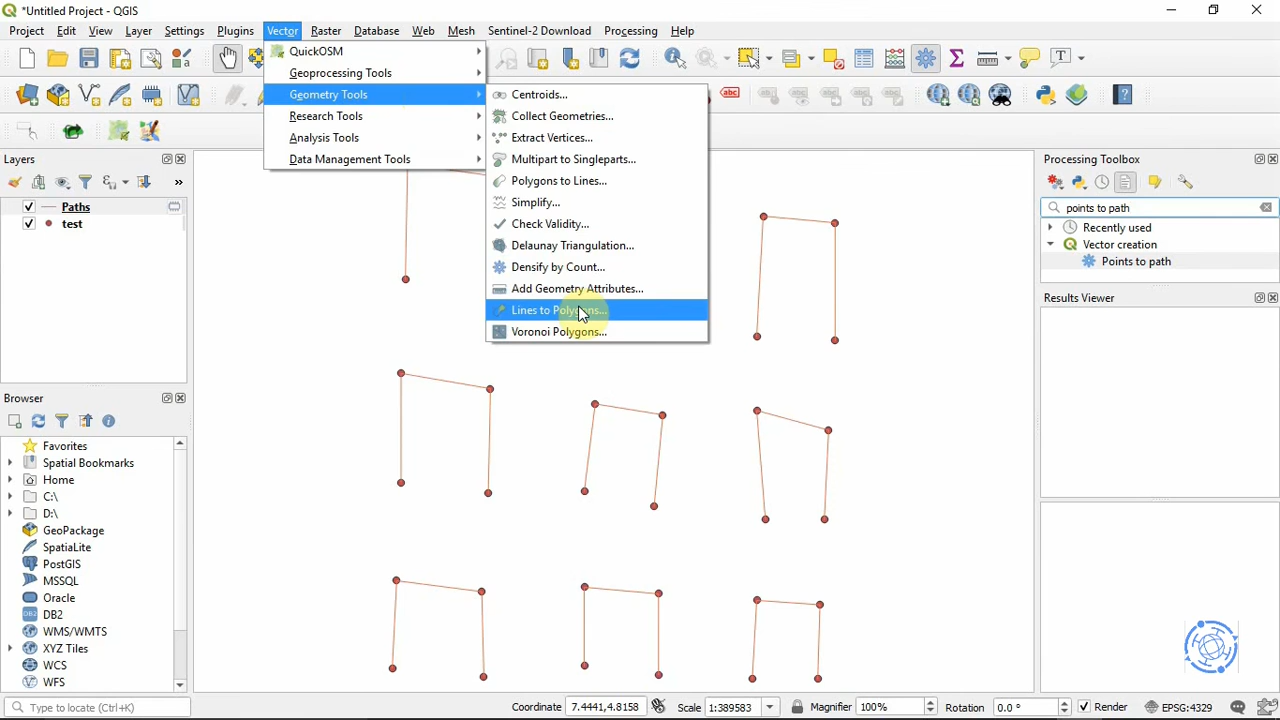 *Untitled Project - QGIS
Project Edit View Layer Settings Plugins Vector Raster Database Web Mesh Sentinel-2 Download Processing Help
QuickOSM
Geoprocessing Tools
Geometry Tools
Research Tools
Analysis Tools
Data Management Tools
Centroids...
Collect Geometries...
Extract Vertices...
Multipart to Singleparts...
Polygons to Lines...
Simplify...
Check Validity...
Delaunay Triangulation...
Densify by Count...
Add Geometry Attributes...
Lines to Polygons...
Voronoi Polygons...
abc
Layers
»
Paths
test
Browser
Favorites
Spatial Bookmarks
Home
C:\
D:\
GeoPackage
SpatiaLite
PostGIS
MSSQL
Oracle
DB2
WMS/WMTS
XYZ Tiles
WCS
WFS
Processing Toolbox
points to path
Recently used
Vector creation
Points to path
Results Viewer
Type to locate (Ctrl+K)
Coordinate 7.4441,4.8158 Scale 1:389583 Magnifier 100% Rotation 0.0 ° Render EPSG:4329